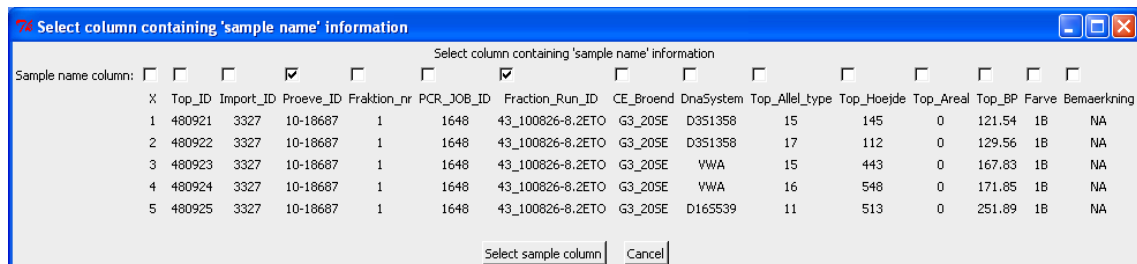 Select column containing 'sample name' information
Select column containing 'sample name' information
Sample name column:
X Top_ID Import_ID Proeve_ID Fraktion_nr PCR_JOB_ID Fraction_Run_ID CE_Broend DnaSystem Top_Allel_type Top_Hoejde Top_Areal Top_BP Farve Bemaerkning
1 480921 3327 10-18687 1 1648 43_100826-8.2ETO G3_20SE D3S1358 15 145 0 121.54 1B NA
2 480922 3327 10-18687 1 1648 43_100826-8.2ETO G3_20SE D3S1358 17 112 0 129.56 1B NA
3 480923 3327 10-18687 1 1648 43_100826-8.2ETO G3_20SE VWA 15 443 0 167.83 1B NA
4 480924 3327 10-18687 1 1648 43_100826-8.2ETO G3_20SE VWA 16 548 0 171.85 1B NA
5 480925 3327 10-18687 1 1648 43_100826-8.2ETO G3_20SE D16S539 11 513 0 251.89 1B NA
Select sample column Cancel